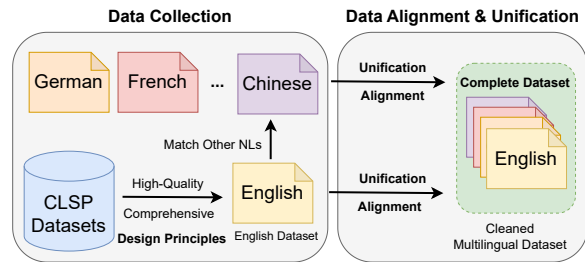 Data Collection
Data Alignment & Unification
German
French
...
Chinese
Match Other NLs
CLSP
Datasets
High-Quality
Comprehensive
Design Principles
English
English Dataset
Unification
Alignment
Unification
Alignment
Complete Dataset
English
Cleaned
Multilingual Dataset